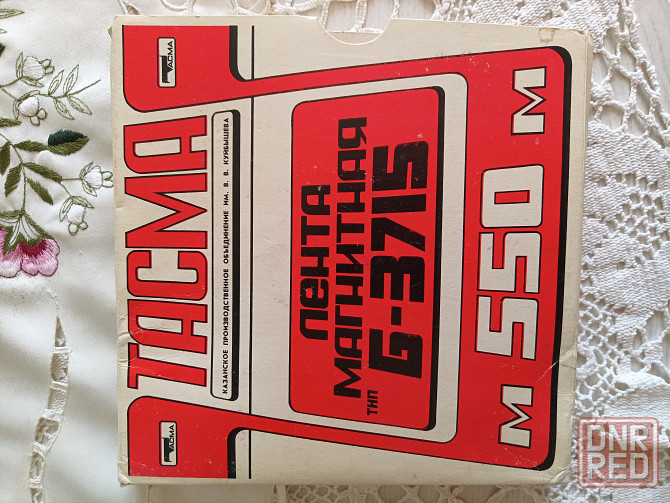 ТАСМА
ТАСМА
ТАСМА
КАЗАНСКОЕ ПРОИЗВОДСТВЕННОЕ ОБЪЕДИНЕНИЕ ИМ. В. В. КУЙБЫШЕВА
ЛЕНТА
МАГНИТНАЯ
ТИП Б-3715
М 550 М
DNR
RED